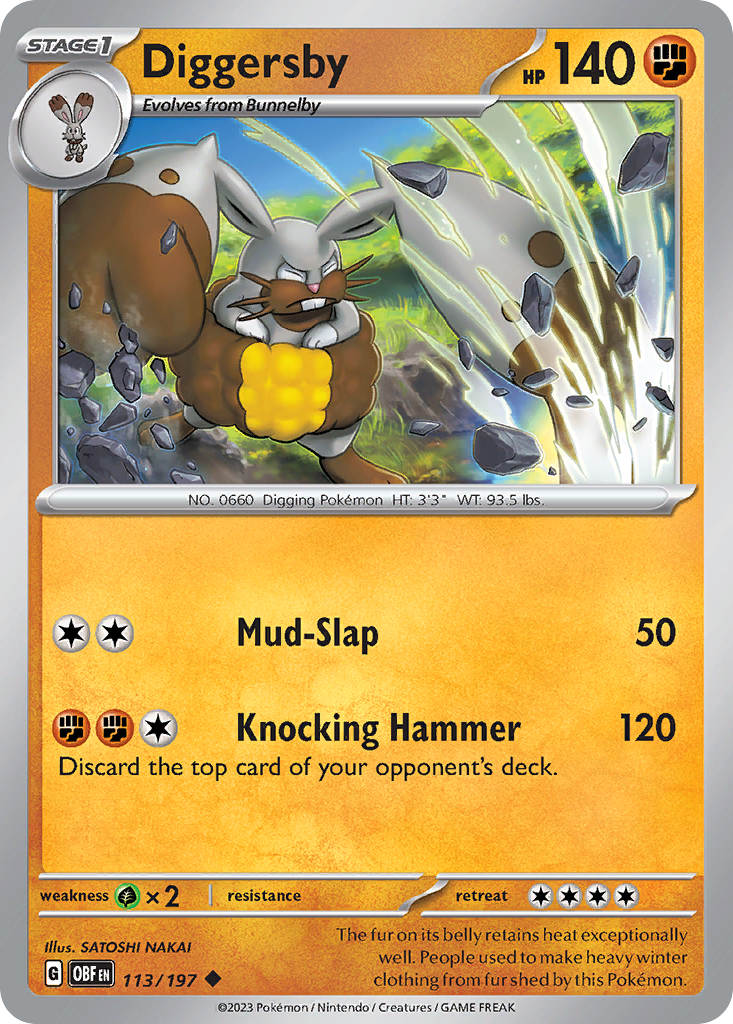 STAGE1
Diggersby
HP 140
Evolves from Bunnelby
NO. 0660 Digging Pokémon HT: 3'3" WT: 93.5 lbs.
Mud-Slap 50
Knocking Hammer 120
Discard the top card of your opponent's deck.
weakness ×2 resistance retreat
Illus. SATOSHI NAKAI
The fur on its belly retains heat exceptionally
well. People used to make heavy winter
clothing from fur shed by this Pokémon.
G OBF EN 113/197
©2023 Pokémon / Nintendo / Creatures / GAME FREAK